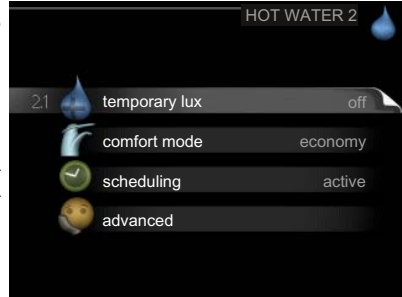 HOT WATER 2
2.1 temporary lux off
comfort mode economy
scheduling active
advanced